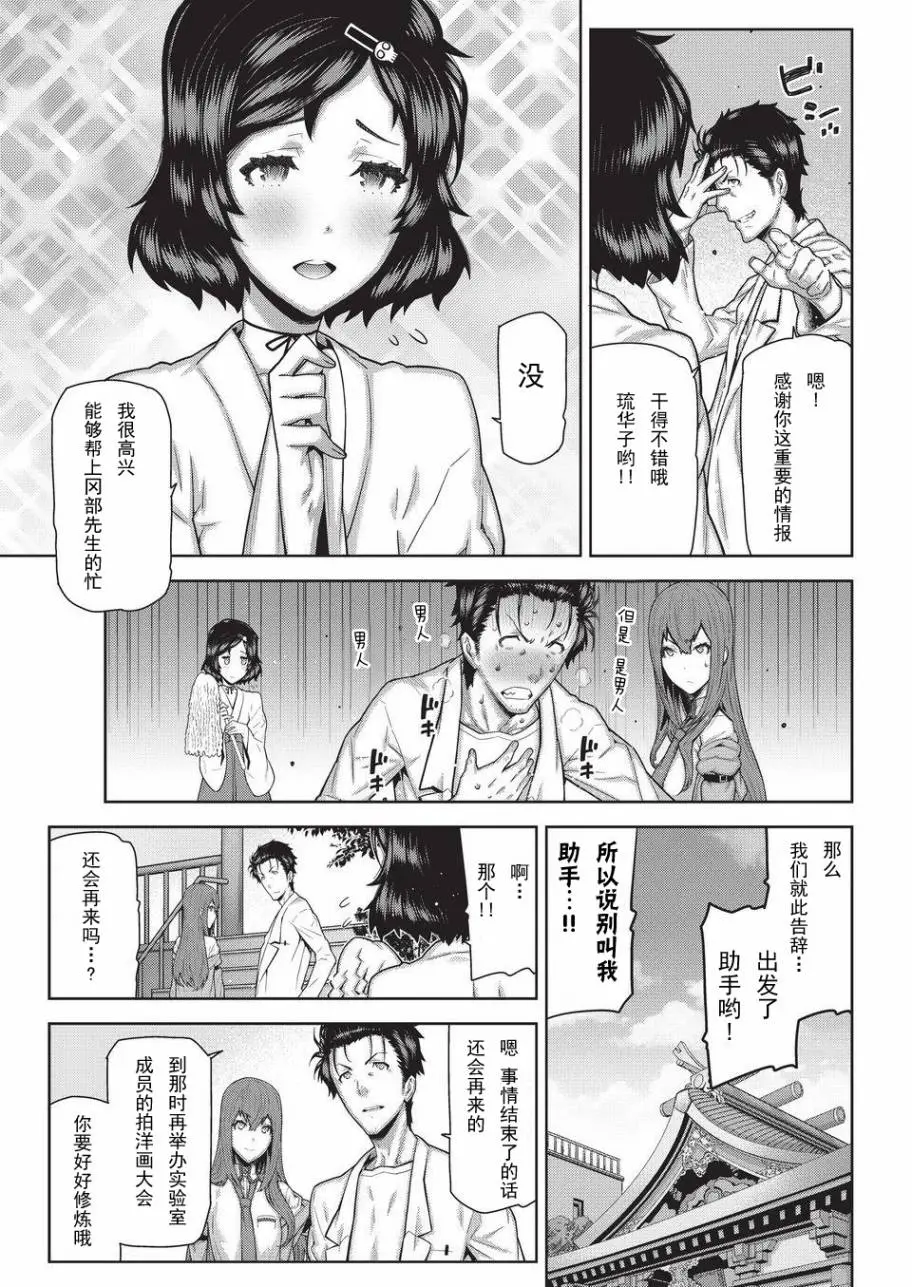 ビシッ
嗯！
感谢你这重要的情报
干得不错哦
琉华子哟!!
没
我很高兴
能够帮上冈部先生的忙
但是 是男人
男人
男人
ドキ
ドキ
ドキ
那么
我们就此告辞…
出发了
助手哟！
所以说别叫我
助手…!!
啊…
那个!!
还会再来吗…?
嗯 事情结束了的话
还会再来的
到那时再举办实验室
成员的拍洋画大会
你要好好修炼哦